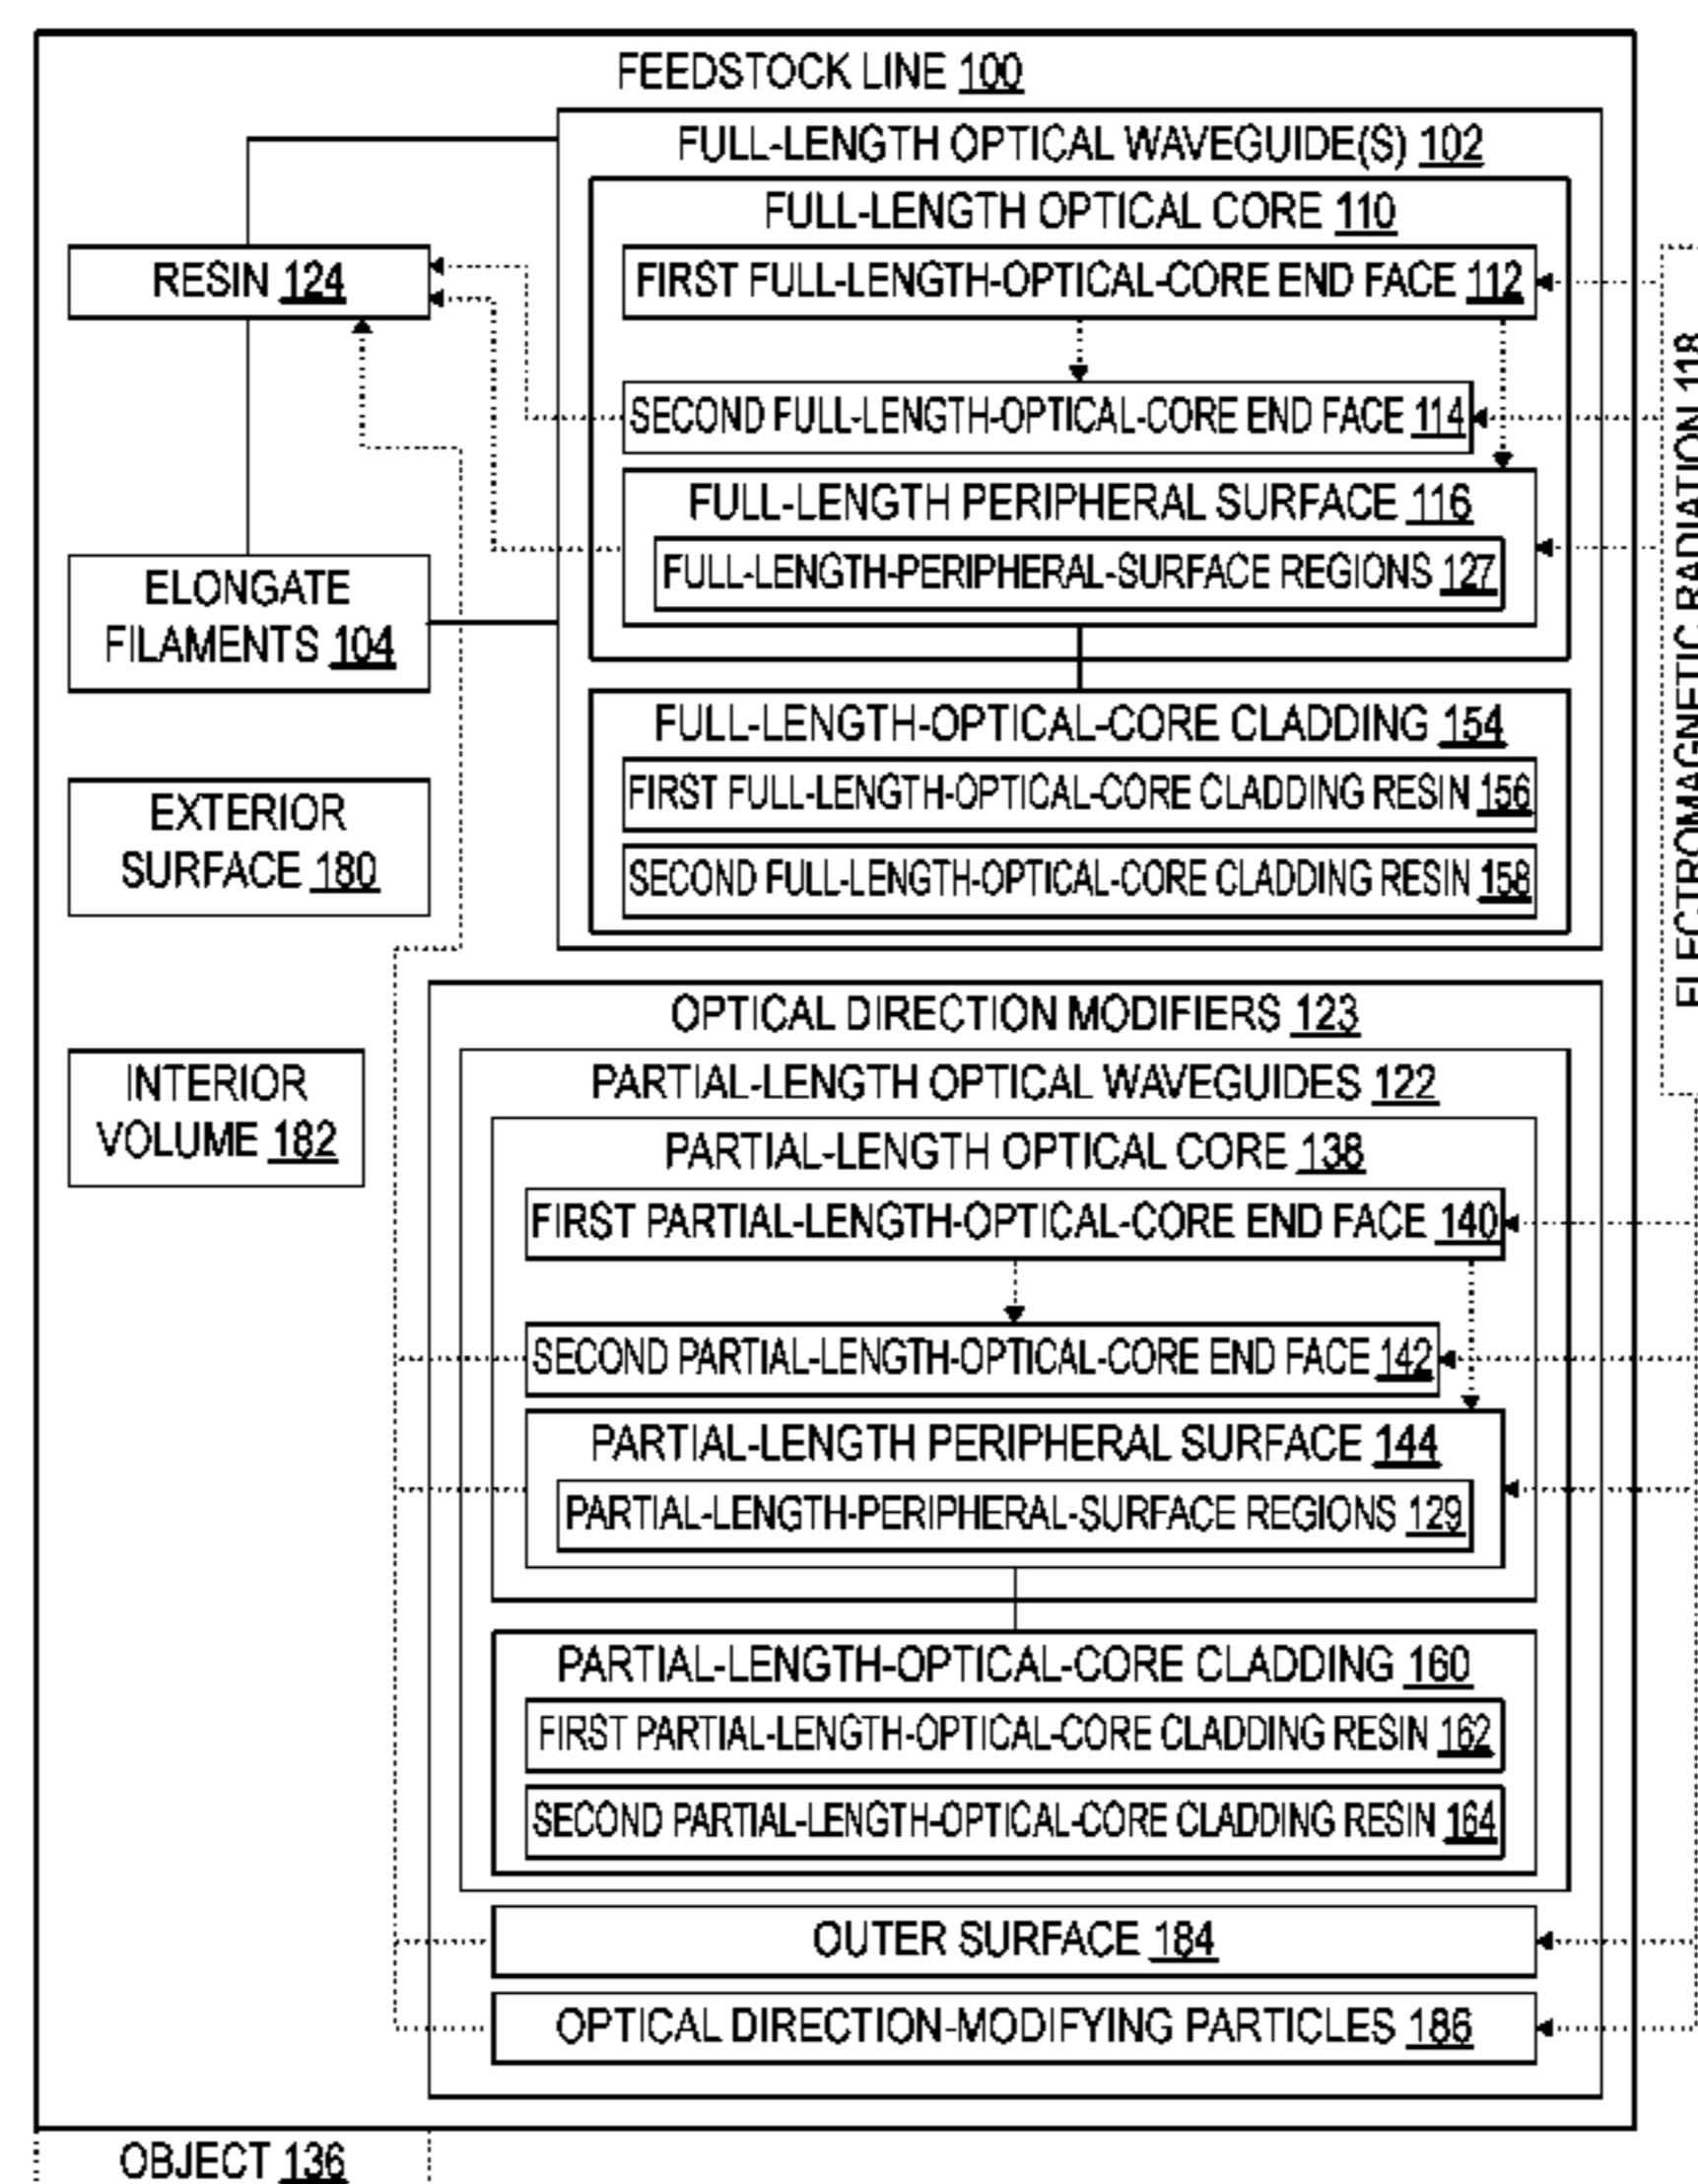 FEEDSTOCK LINE 100
FULL-LENGTH OPTICAL WAVEGUIDE(S) 102
FULL-LENGTH OPTICAL CORE 110
FIRST FULL-LENGTH-OPTICAL-CORE END FACE 112
SECOND FULL-LENGTH-OPTICAL-CORE END FACE 114
FULL-LENGTH PERIPHERAL SURFACE 116
FULL-LENGTH-PERIPHERAL-SURFACE REGIONS 127
FULL-LENGTH-OPTICAL-CORE CLADDING 154
FIRST FULL-LENGTH-OPTICAL-CORE CLADDING RESIN 156
SECOND FULL-LENGTH-OPTICAL-CORE CLADDING RESIN 158
RESIN 124
ELONGATE
FILAMENTS 104
EXTERIOR
SURFACE 180
INTERIOR
VOLUME 182
OPTICAL DIRECTION MODIFIERS 123
PARTIAL-LENGTH OPTICAL WAVEGUIDES 122
PARTIAL-LENGTH OPTICAL CORE 138
FIRST PARTIAL-LENGTH-OPTICAL-CORE END FACE 140
SECOND PARTIAL-LENGTH-OPTICAL-CORE END FACE 142
PARTIAL-LENGTH PERIPHERAL SURFACE 144
PARTIAL-LENGTH-PERIPHERAL-SURFACE REGIONS 129
PARTIAL-LENGTH-OPTICAL-CORE CLADDING 160
FIRST PARTIAL-LENGTH-OPTICAL-CORE CLADDING RESIN 162
SECOND PARTIAL-LENGTH-OPTICAL-CORE CLADDING RESIN 164
OUTER SURFACE 184
OPTICAL DIRECTION-MODIFYING PARTICLES 186
OBJECT 136
ELECTROMAGNETIC RADIATION 118